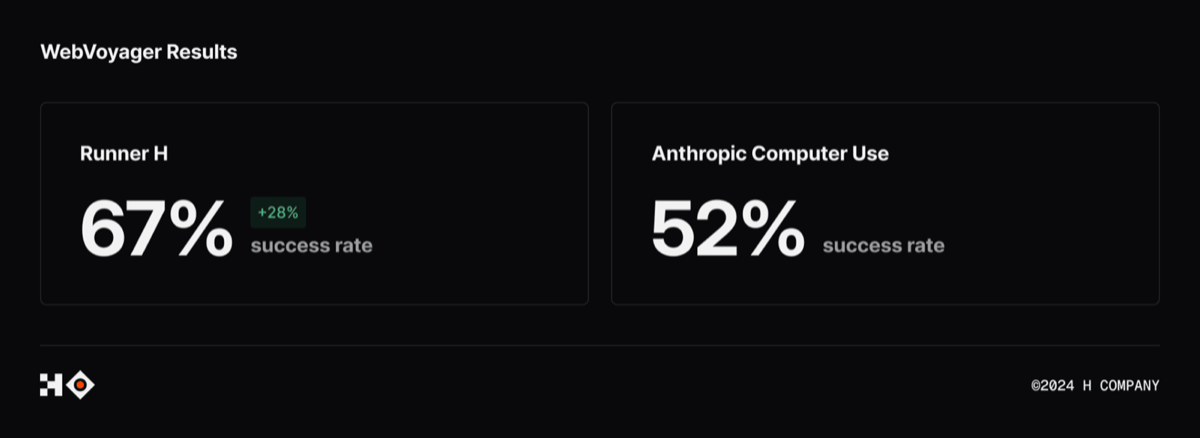 WebVoyager Results
Runner H
67%
+28%
success rate
Anthropic Computer Use
52%
success rate
H
©2024 H COMPANY